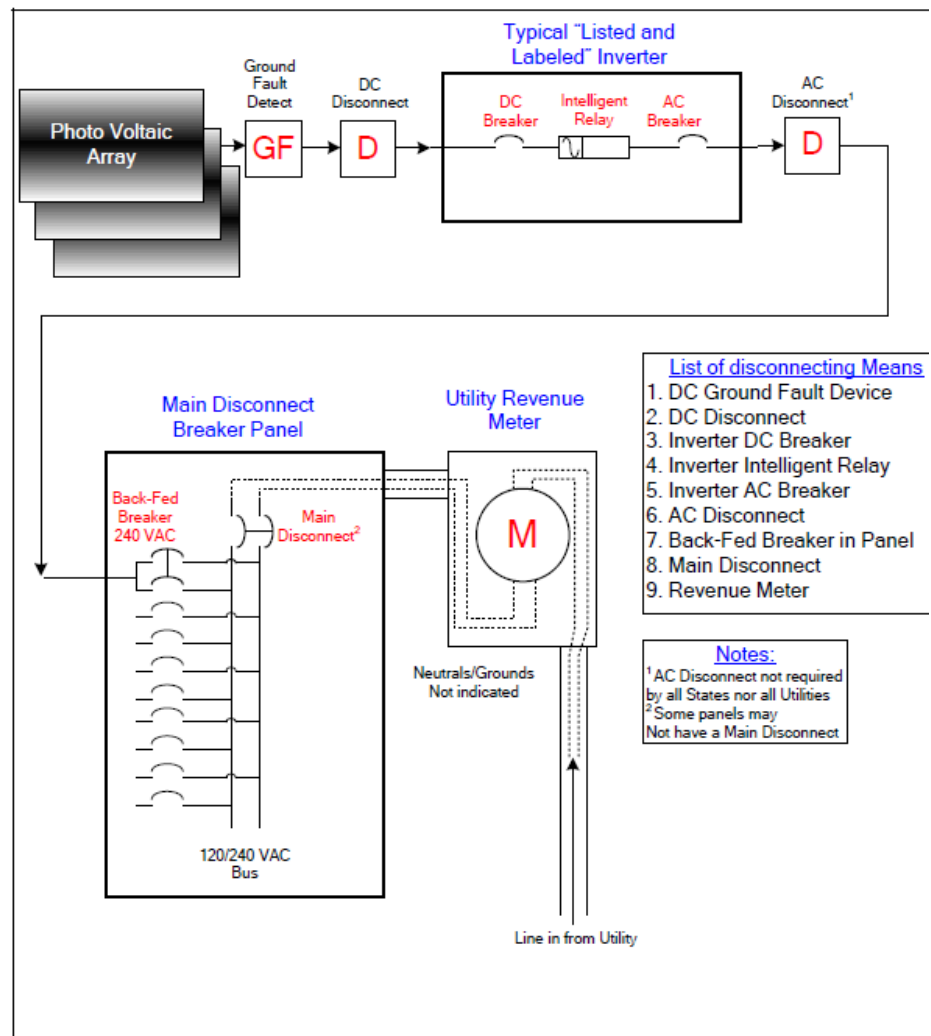 Typical “Listed and
Labeled” Inverter
Ground
Fault
Detect
DC
Disconnect
AC
Disconnect1
Photo Voltaic
Array
GF
D
DC
Breaker
Intelligent
Relay
AC
Breaker
D
Main Disconnect
Breaker Panel
Utility Revenue
Meter
List of disconnecting Means
1. DC Ground Fault Device
2. DC Disconnect
3. Inverter DC Breaker
4. Inverter Intelligent Relay
5. Inverter AC Breaker
6. AC Disconnect
7. Back-Fed Breaker in Panel
8. Main Disconnect
9. Revenue Meter
Back-Fed
Breaker
240 VAC
Main
Disconnect2
M
Neutrals/Grounds
Not indicated
Notes:
1 AC Disconnect not required
by all States nor all Utilities
2 Some panels may
Not have a Main Disconnect
120/240 VAC
Bus
Line in from Utility